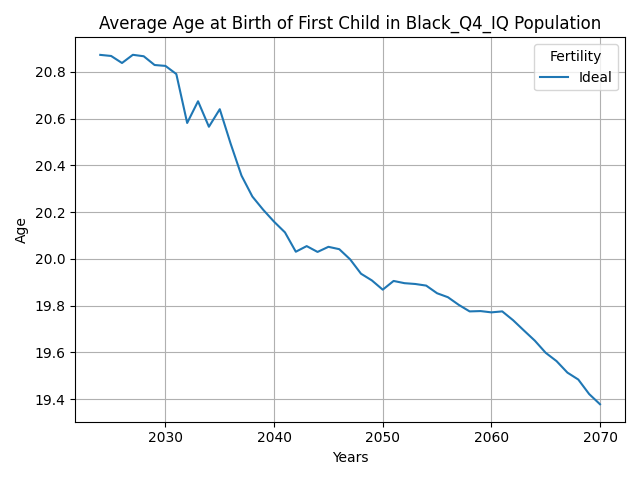 Average Age at Birth of First Child in Black_Q4_IQ Population
Fertility
Ideal
20.8
20.6
20.4
20.2
20.0
19.8
19.6
19.4
Age
2030 2040 2050 2060 2070
Years